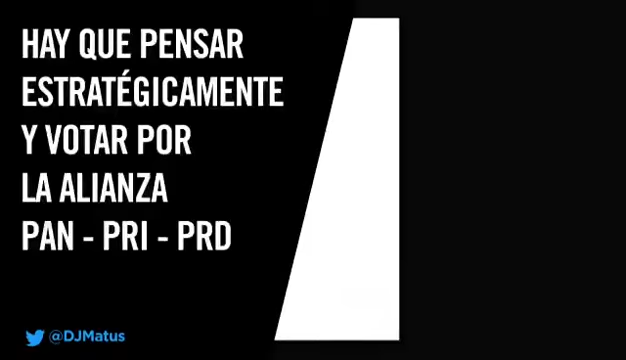 HAY QUE PENSAR
ESTRATÉGICAMENTE
Y VOTAR POR
LA ALIANZA
PAN - PRI - PRD
@DJMatus